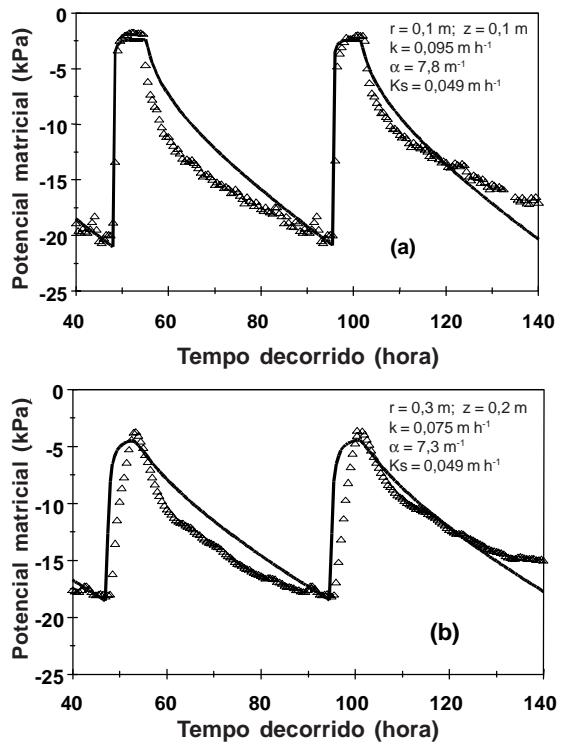 0
-5
-10
-15
-20
-25
Potencial matricial (kPa)
r = 0,1 m; z = 0,1 m
k = 0,095 m h-1
α = 7,8 m-1
Ks = 0,049 m h-1
(a)
40 60 80 100 120 140
Tempo decorrido (hora)
0
-5
-10
-15
-20
-25
Potencial matricial (kPa)
r = 0,3 m; z = 0,2 m
k = 0,075 m h-1
α = 7,3 m-1
Ks = 0,049 m h-1
(b)
40 60 80 100 120 140
Tempo decorrido (hora)